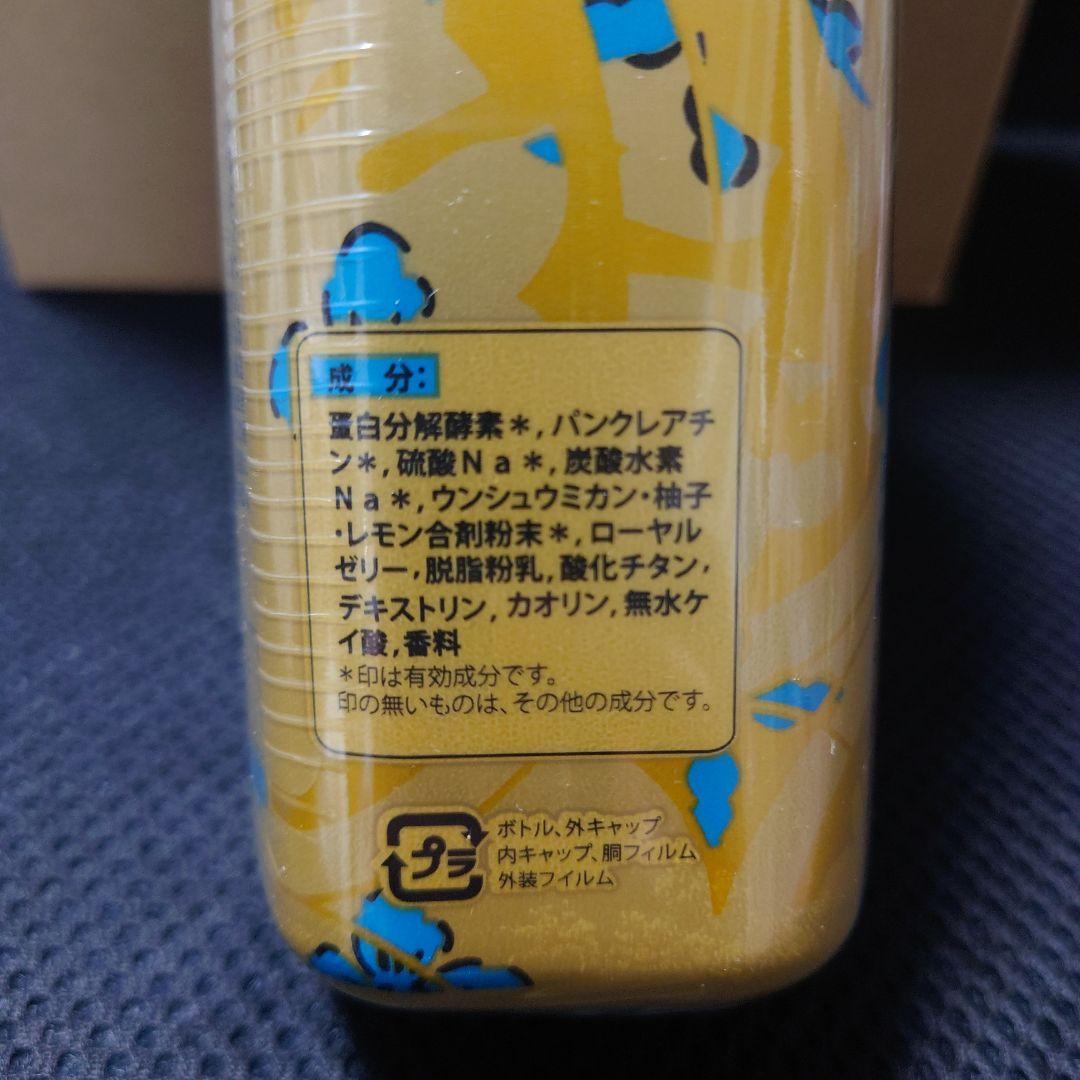 成　分：
蛋白分解酵素＊，パンクレアチ
ン＊，硫酸Ｎａ＊，炭酸水素
Ｎａ＊，ウンシュウミカン・柚子
・レモン合剤粉末＊，ローヤル
ゼリー，脱脂粉乳，酸化チタン，
デキストリン，カオリン，無水ケ
イ酸，香料
＊印は有効成分です。
印の無いものは、その他の成分です。
プラ
ボトル、外キャップ
内キャップ、胴フィルム
外装フイルム